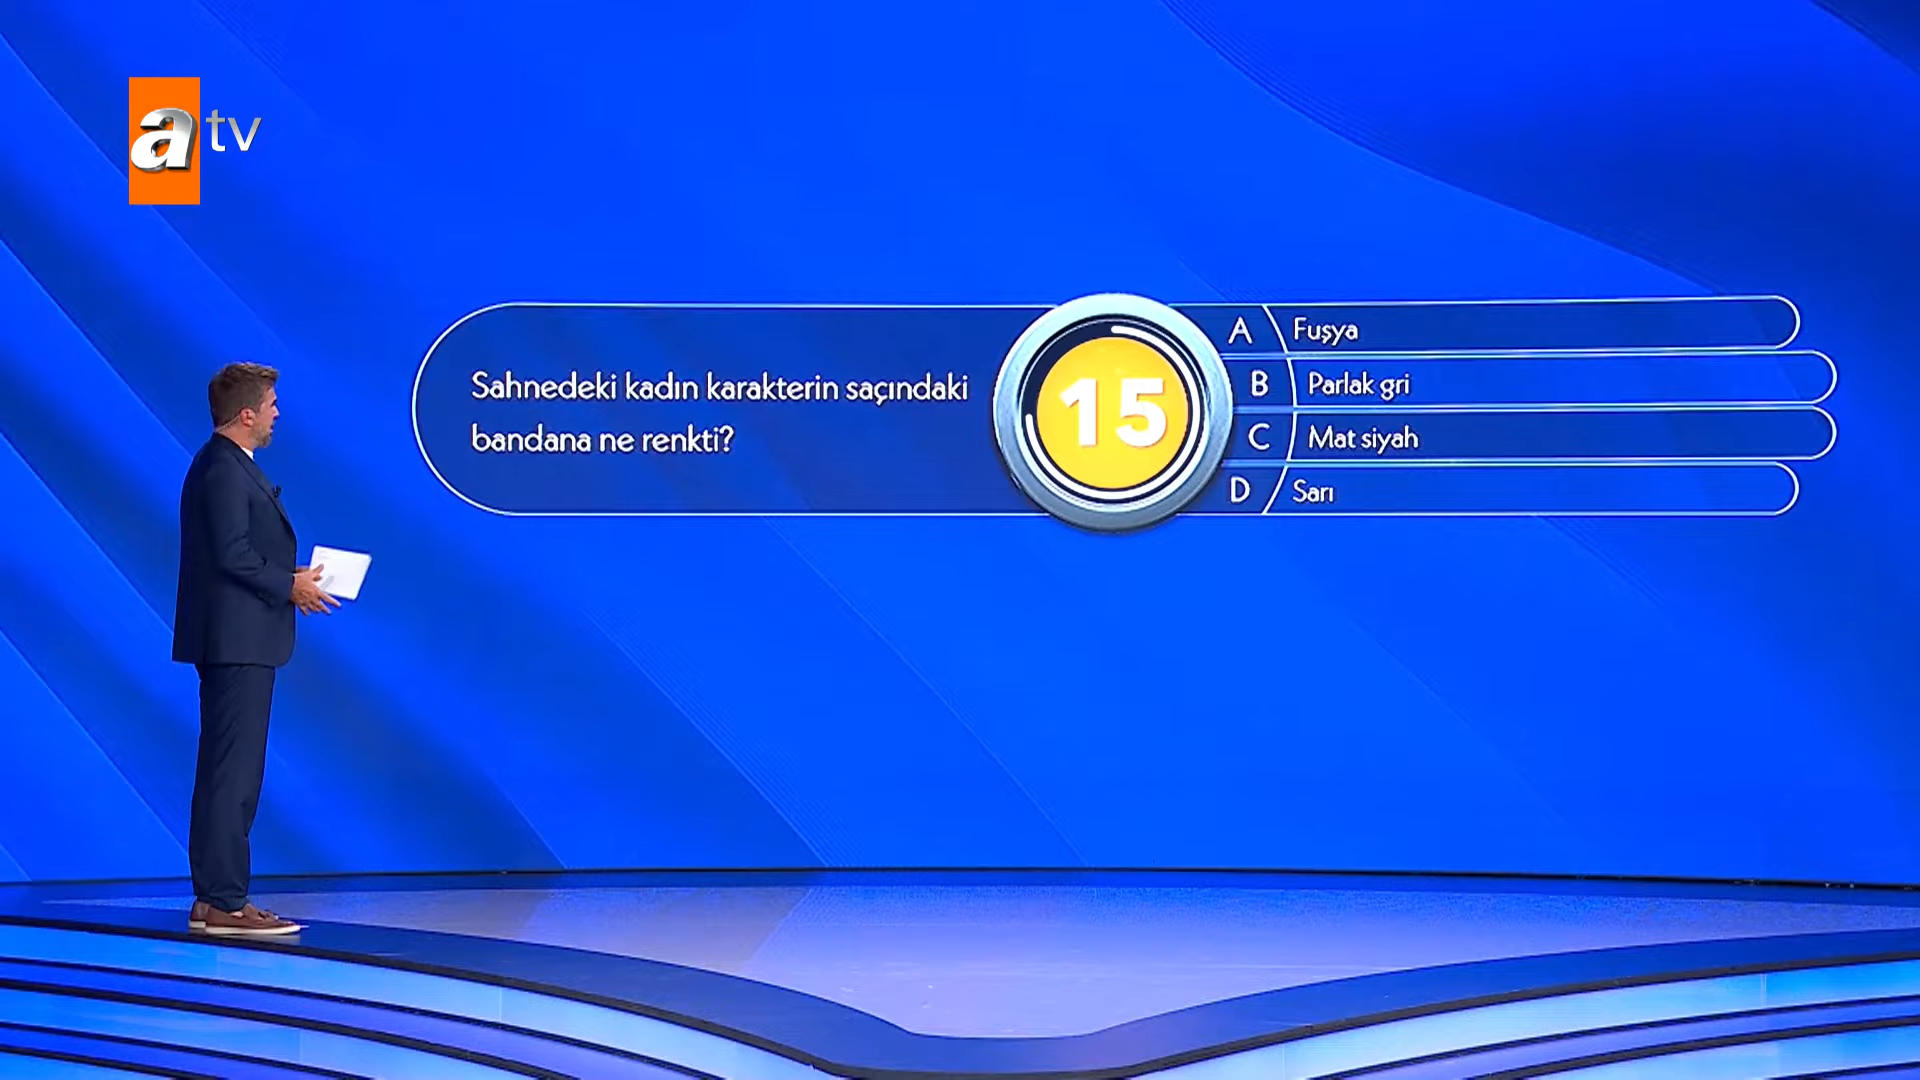 atv
Sahnedeki kadın karakterin saçındaki
bandana ne renkti?
15
A Fuşya
B Parlak gri
C Mat siyah
D Sarı